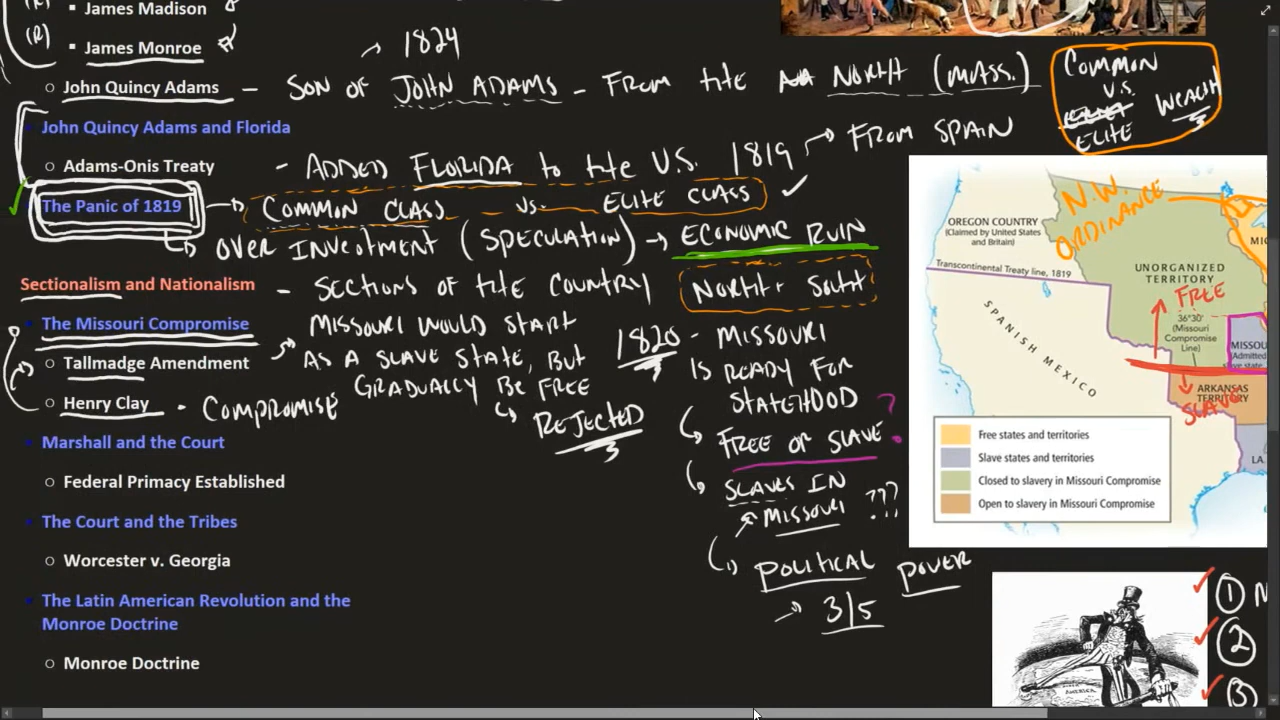 (R) ▪ James Madison
(R) ▪ James Monroe
→ 1824
○ John Quincy Adams – SON OF JOHN ADAMS – FROM THE NORTH (MASS.)
COMMON
V.S.
ELITE WEALTH
• John Quincy Adams and Florida
○ Adams-Onis Treaty - ADDED FLORIDA to the U.S. 1819 → FROM SPAIN
• The Panic of 1819 → COMMON CLASS vs. ELITE CLASS ✓
↳ OVER INVESTMENT (SPECULATION) → ECONOMIC RUIN
Sectionalism and Nationalism - SECTIONS OF THE COUNTRY NORTH + SOUTH
• The Missouri Compromise
○ Tallmadge Amendment → MISSOURI WOULD START
AS A SLAVE STATE, BUT
GRADUALLY BE FREE
↳ REJECTED
○ Henry Clay - COMPROMISE
• Marshall and the Court
○ Federal Primacy Established
• The Court and the Tribes
○ Worcester v. Georgia
• The Latin American Revolution and the
Monroe Doctrine
○ Monroe Doctrine
1820 - MISSOURI
IS READY FOR
STATEHOOD
FREE OR SLAVE ?
SLAVES IN
MISSOURI ???
POLITICAL POWER
→ 3/5
N.W.
ORDINANCE
OREGON COUNTRY
(Claimed by United States
and Britain)
Transcontinental Treaty line, 1819
UNORGANIZED
TERRITORY
FREE
36°30'
(Missouri
Compromise
Line)
SPANISH MEXICO
MIC
MISSOU
(Admitted
slave state
ARKANSAS
TERRITORY
SLAVE
LA.
Free states and territories
Slave states and territories
Closed to slavery in Missouri Compromise
Open to slavery in Missouri Compromise
AMERICA
✓ ① N
✓ ②
✓ ③